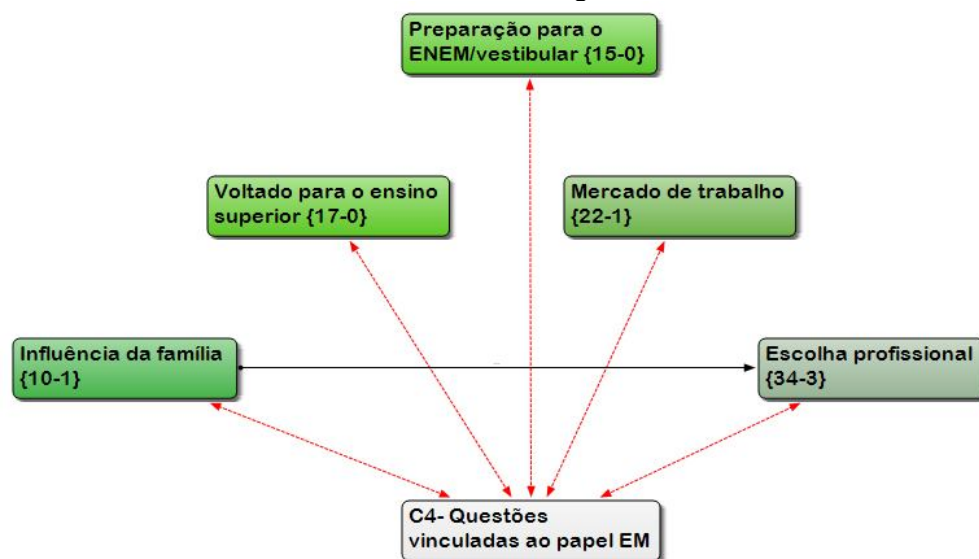 Preparação para o
ENEM/vestibular {15-0}
Voltado para o ensino
superior {17-0}
Mercado de trabalho
{22-1}
Influência da família
{10-1}
Escolha profissional
{34-3}
C4- Questões
vinculadas ao papel EM